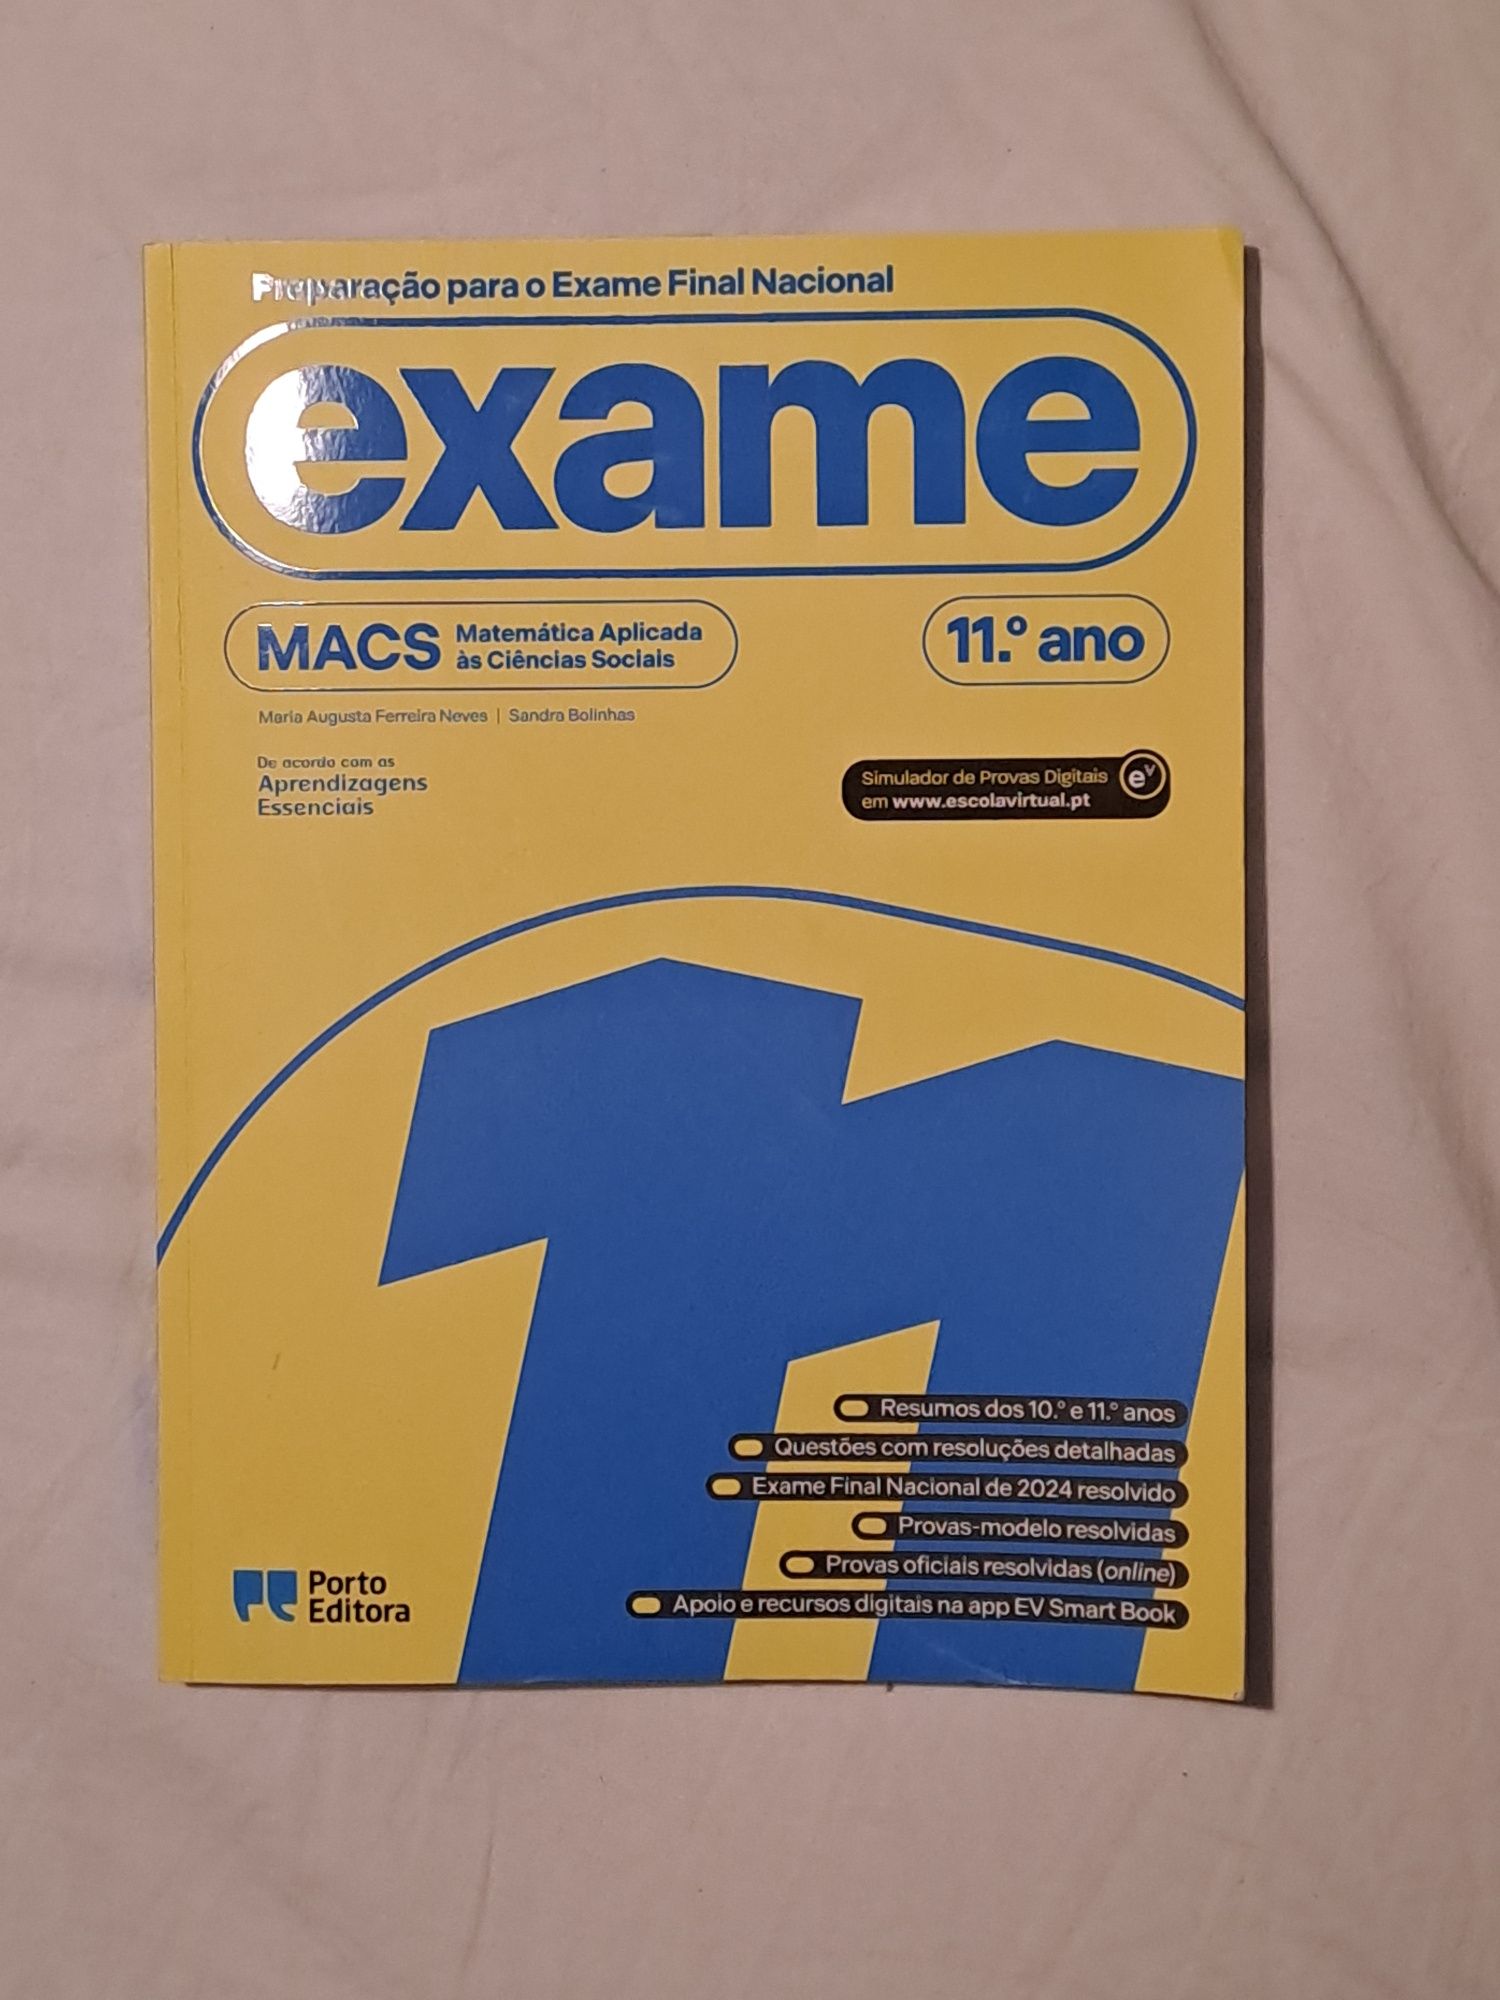 Preparação para o Exame Final Nacional
exame
MACS
Matemática Aplicada
às Ciências Sociais
11.º ano
Maria Augusta Ferreira Neves | Sandra Bolinhas
De acordo com as
Aprendizagens
Essenciais
Simulador de Provas Digitais
em www.escolavirtual.pt
eV
11
Resumos dos 10.º e 11.º anos
Questões com resoluções detalhadas
Exame Final Nacional de 2024 resolvido
Provas-modelo resolvidas
Provas oficiais resolvidas (online)
Apoio e recursos digitais na app EV Smart Book
Porto
Editora